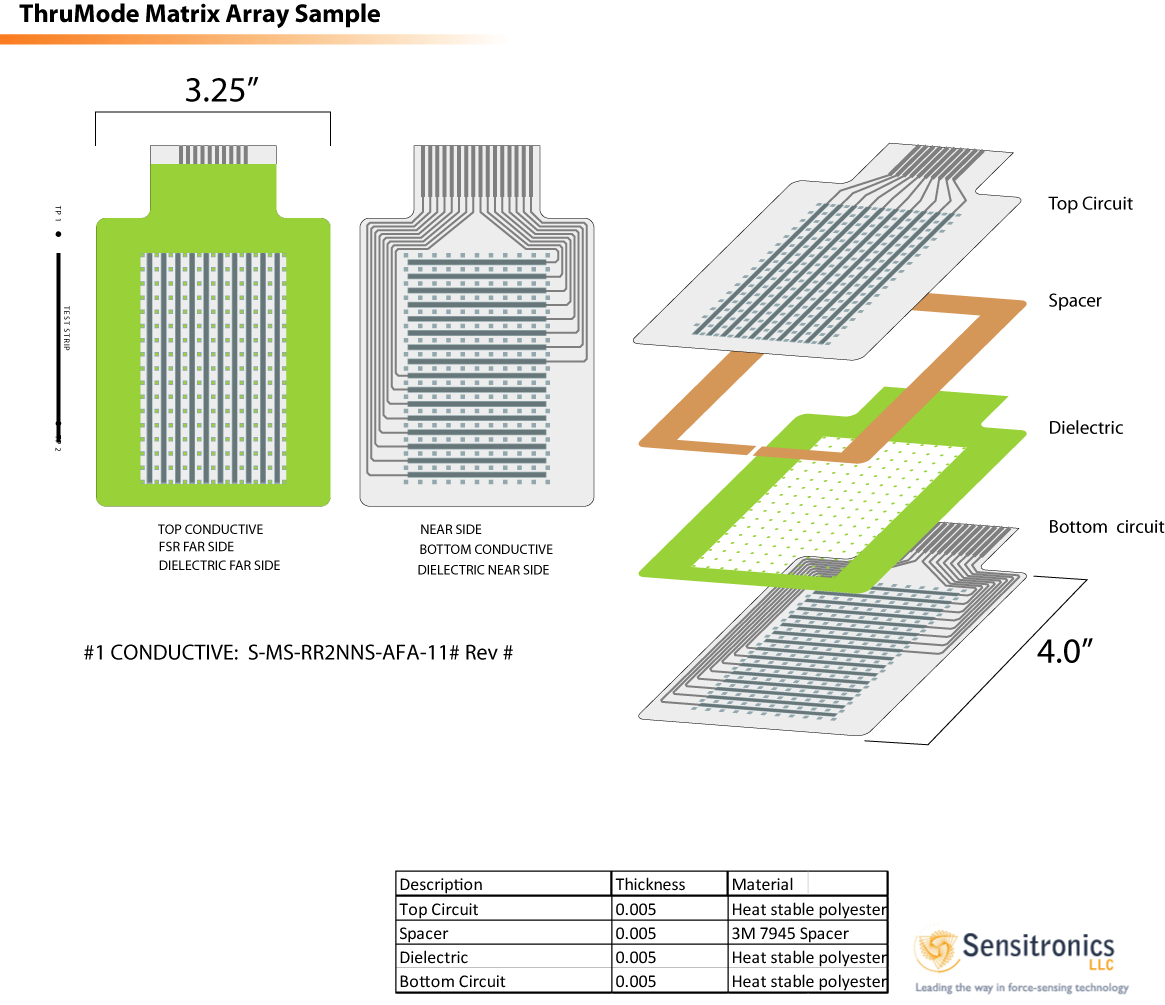 ThruMode Matrix Array Sample
3.25”
TP 1
TEST STRIP
2
TOP CONDUCTIVE
FSR FAR SIDE
DIELECTRIC FAR SIDE
NEAR SIDE
BOTTOM CONDUCTIVE
DIELECTRIC NEAR SIDE
#1 CONDUCTIVE: S-MS-RR2NNS-AFA-11# Rev #
Top Circuit
Spacer
Dielectric
Bottom circuit
4.0”
Description Thickness Material
Top Circuit 0.005 Heat stable polyester
Spacer 0.005 3M 7945 Spacer
Dielectric 0.005 Heat stable polyester
Bottom Circuit 0.005 Heat stable polyester
Sensitronics
LLC
Leading the way in force-sensing technology